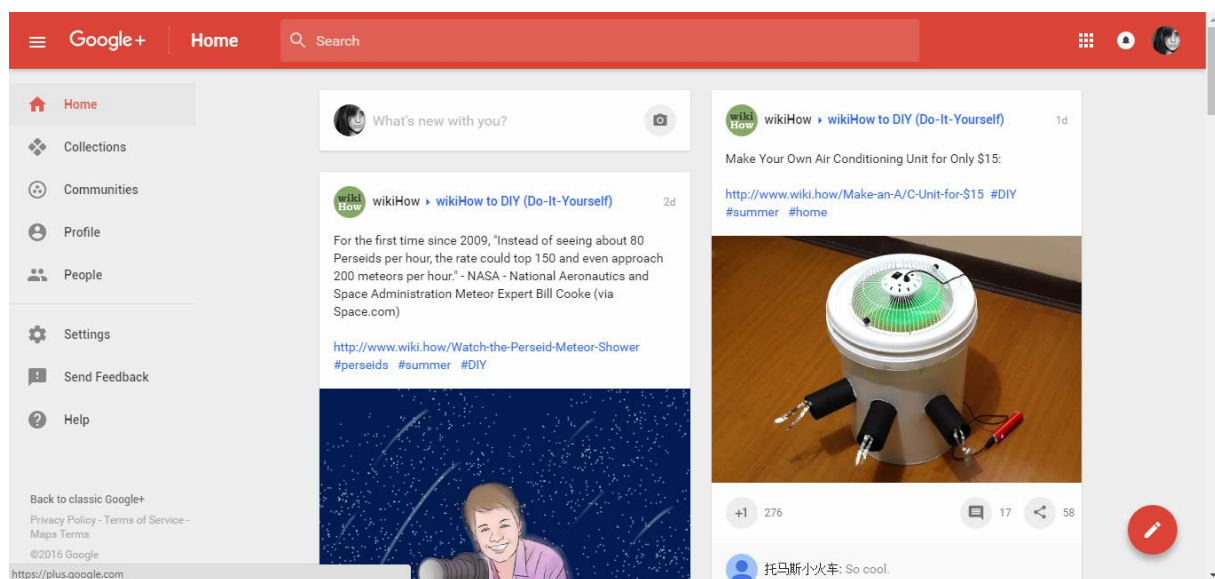 Google+
Home
Search
Home
Collections
Communities
Profile
People
Settings
Send Feedback
Help
Back to classic Google+
Privacy Policy - Terms of Service -
Maps Terms
©2016 Google
https://plus.google.com
What's new with you?
wiki
How
wikiHow ▸ wikiHow to DIY (Do-It-Yourself) 2d
For the first time since 2009, "Instead of seeing about 80
Perseids per hour, the rate could top 150 and even approach
200 meteors per hour." - NASA - National Aeronautics and
Space Administration Meteor Expert Bill Cooke (via
Space.com)
http://www.wiki.how/Watch-the-Perseid-Meteor-Shower
#perseids #summer #DIY
wiki
How
wikiHow ▸ wikiHow to DIY (Do-It-Yourself) 1d
Make Your Own Air Conditioning Unit for Only $15:
http://www.wiki.how/Make-an-A/C-Unit-for-$15 #DIY
#summer #home
+1 276 17 58
托马斯小火车: So cool.